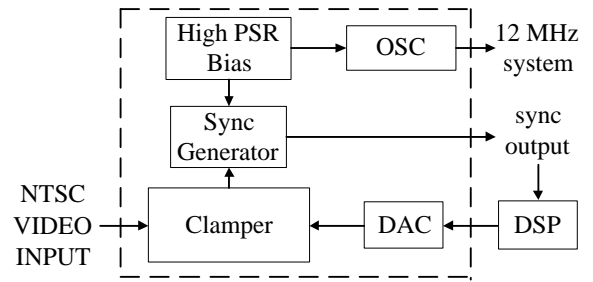 High PSR
Bias
OSC
12 MHz
system
Sync
Generator
sync
output
NTSC
VIDEO
INPUT
Clamper
DAC
DSP